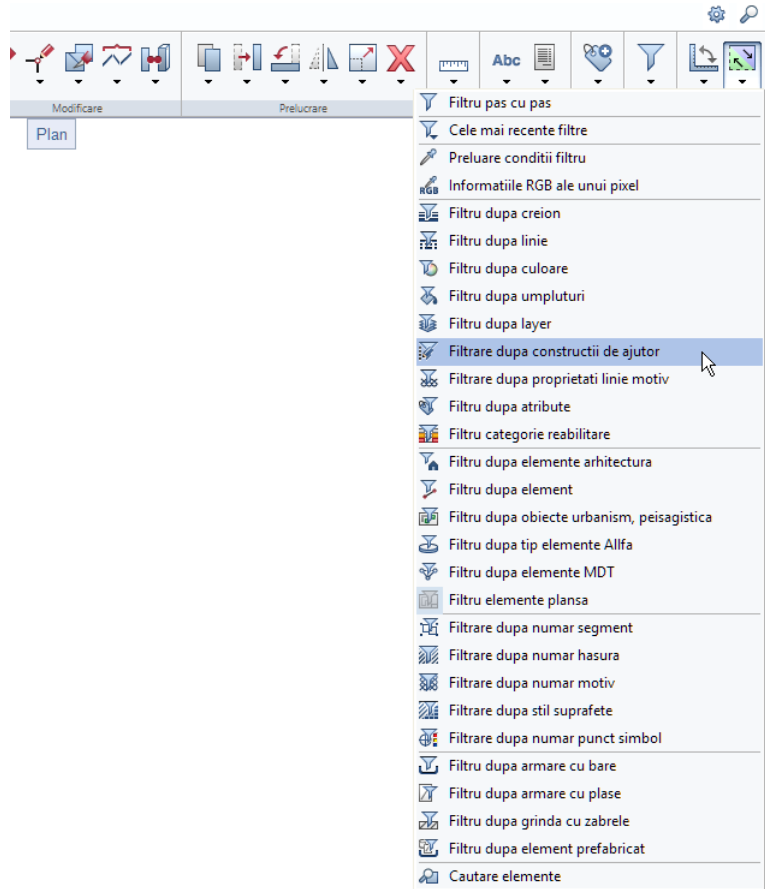 Abc
Modificare
Prelucrare
Plan
Filtru pas cu pas
Cele mai recente filtre
Preluare conditii filtru
RGB
Informatiile RGB ale unui pixel
Filtru dupa creion
Filtru dupa linie
Filtru dupa culoare
Filtru dupa umpluturi
Filtru dupa layer
Filtrare dupa constructii de ajutor
Filtrare dupa proprietati linie motiv
Filtru dupa atribute
Filtru categorie reabilitare
Filtru dupa elemente arhitectura
Filtru dupa element
Filtru dupa obiecte urbanism, peisagistica
Filtru dupa tip elemente Allfa
Filtru dupa elemente MDT
Filtru elemente plansa
Filtrare dupa numar segment
Filtrare dupa numar hasura
Filtrare dupa numar motiv
Filtrare dupa stil suprafete
Filtrare dupa numar punct simbol
Filtru dupa armare cu bare
Filtru dupa armare cu plase
Filtru dupa grinda cu zabrele
Filtru dupa element prefabricat
Cautare elemente